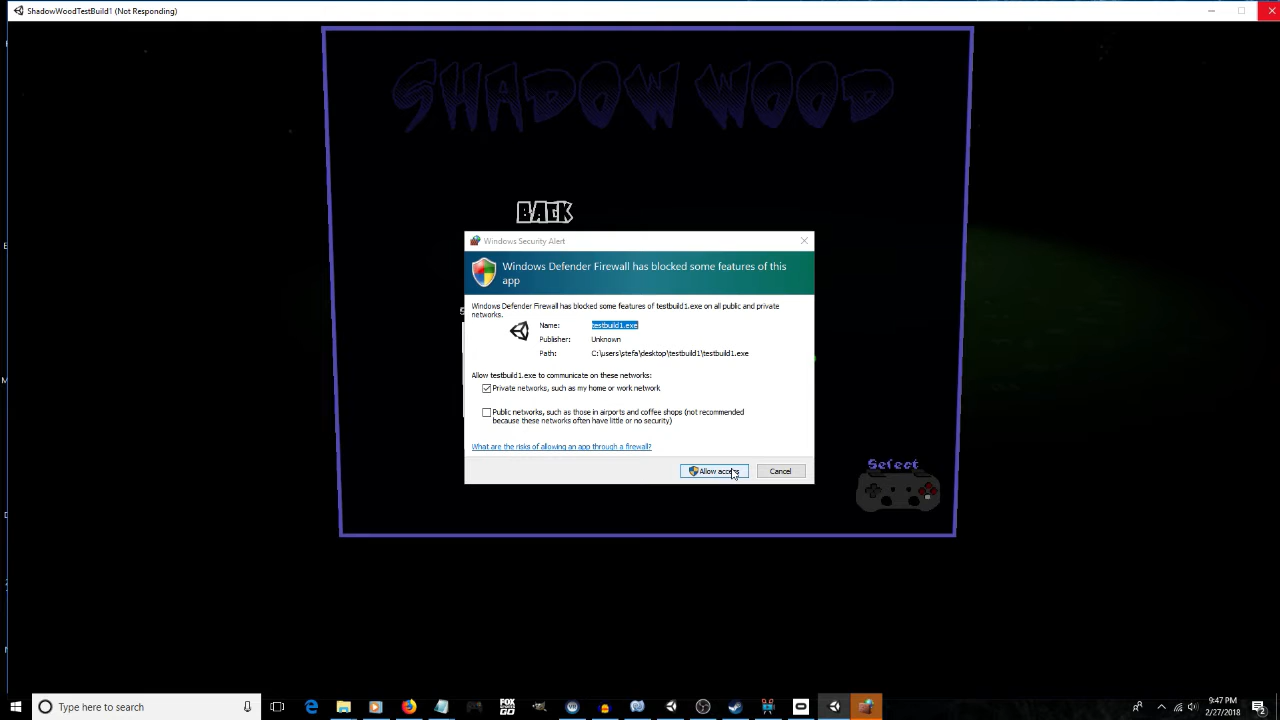 ShadowWoodTestBuild1 (Not Responding)
SHADOW WOOD
BACK
Windows Security Alert
Windows Defender Firewall has blocked some features of this
app
Windows Defender Firewall has blocked some features of testbuild1.exe on all public and private
networks.
Name: testbuild1.exe
Publisher: Unknown
Path: C:\users\stefa\desktop\testbuild1\testbuild1.exe
Allow testbuild1.exe to communicate on these networks:
Private networks, such as my home or work network
Public networks, such as those in airports and coffee shops (not recommended
because these networks often have little or no security)
What are the risks of allowing an app through a firewall?
Allow access
Cancel
Select
Type here to search
FOX
GO
9:47 PM
2/27/2018
2